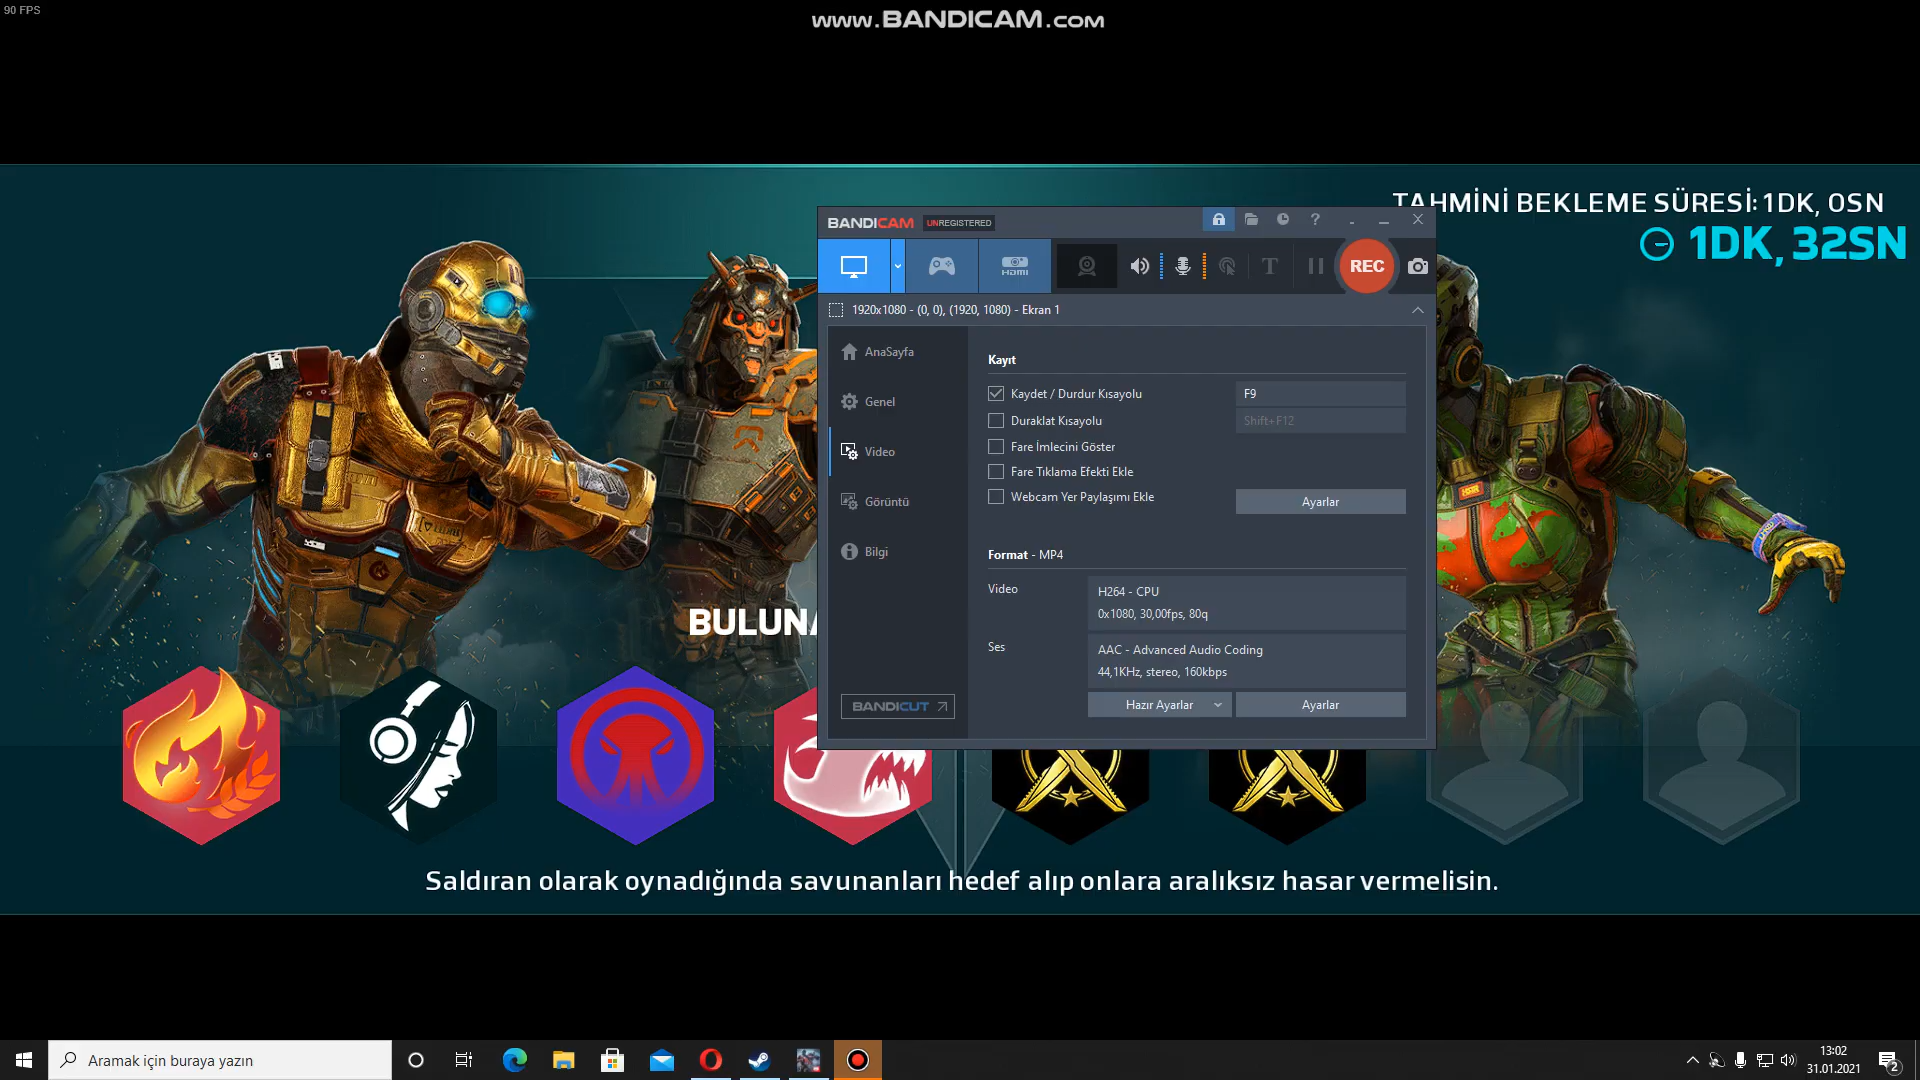 90 FPS
www.BANDICAM.com
TAHMİNİ BEKLEME SÜRESİ: 1DK, 0SN
1DK, 32SN
BANDICAM UNREGISTERED
HDMI
T
REC
1920x1080 - (0, 0), (1920, 1080) - Ekran 1
AnaSayfa
Genel
Video
Görüntü
Bilgi
BANDICUT
Kayıt
Kaydet / Durdur Kısayolu F9
Duraklat Kısayolu Shift+F12
Fare İmlecini Göster
Fare Tıklama Efekti Ekle
Webcam Yer Paylaşımı Ekle Ayarlar
Format - MP4
Video H264 - CPU
0x1080, 30,00fps, 80q
Ses AAC - Advanced Audio Coding
44,1KHz, stereo, 160kbps
Hazır Ayarlar Ayarlar
BULUNA
Saldıran olarak oynadığında savunanları hedef alıp onlara aralıksız hasar vermelisin.
Aramak için buraya yazın
13:02
31.01.2021
2